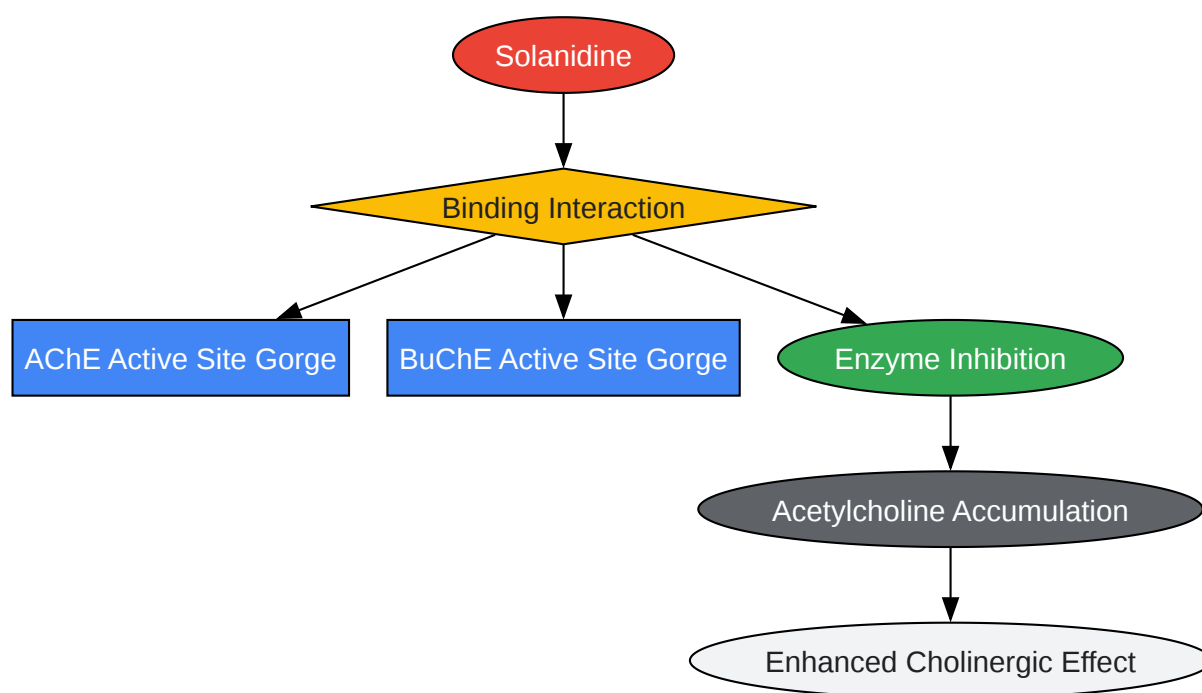 Solanidine
Binding Interaction
AChE Active Site Gorge
BuChE Active Site Gorge
Enzyme Inhibition
Acetylcholine Accumulation
Enhanced Cholinergic Effect